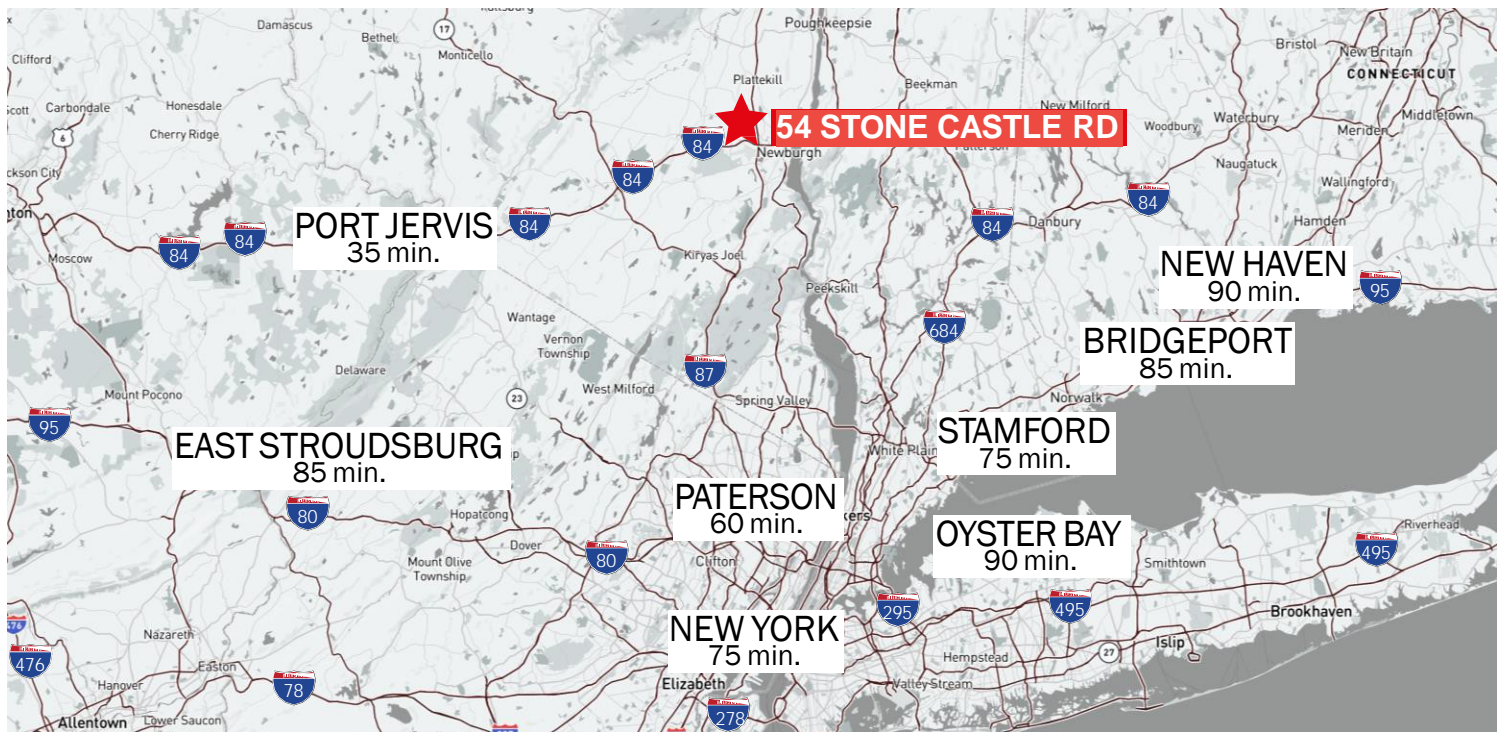 Damascus
Bethel
17
Monticello
Poughkeepsie
Bristol
New Britain
CONNECTICUT
Clifford
Plattekill
Beekman
Scott
Carbondale
Honesdale
Cherry Ridge
6
54 STONE CASTLE RD
New Milford
Woodbury
Waterbury
Meriden
Middletown
84
Newburgh
Naugatuck
Wallingford
84
84
PORT JERVIS
35 min.
84
84
84
Moscow
84
Danbury
Hamden
Kiryas Joel
Peekskill
NEW HAVEN
90 min.
95
Wantage
Vernon
Township
684
BRIDGEPORT
85 min.
Delaware
87
West Milford
Mount Pocono
23
Spring Valley
Norwalk
95
EAST STROUDSBURG
85 min.
White Plain
STAMFORD
75 min.
80
Hopatcong
PATERSON
60 min.
kers
OYSTER BAY
90 min.
Riverhead
495
Dover
80
Mount Olive
Township
Clifton
Smithtown
295
495
Brookhaven
476
Nazareth
NEW YORK
75 min.
Islip
27
Hempstead
476
Easton
Hanover
78
Elizabeth
Valley Stream
278
Allentown
Lower Saucon